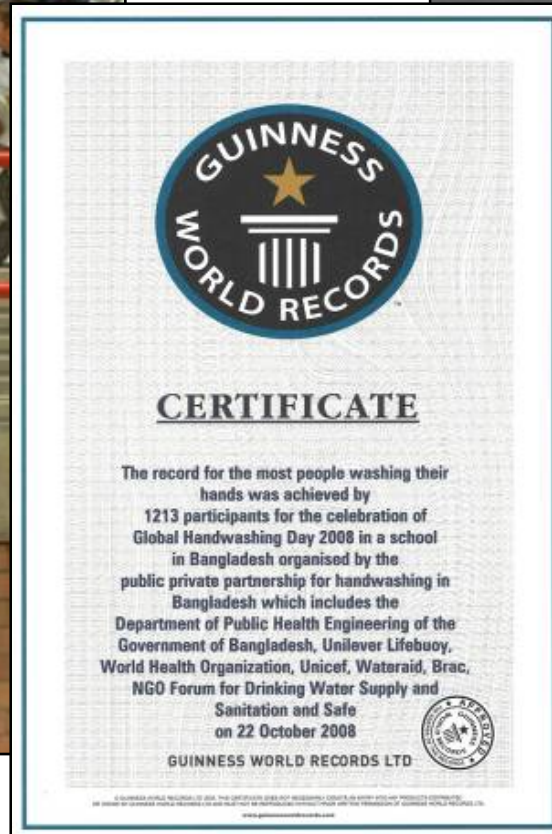 GUINNESS
WORLD RECORDS
CERTIFICATE
The record for the most people washing their
hands was achieved by
1213 participants for the celebration of
Global Handwashing Day 2008 in a school
in Bangladesh organised by the
public private partnership for handwashing in
Bangladesh which includes the
Department of Public Health Engineering of the
Government of Bangladesh, Unilever Lifebuoy,
World Health Organization, Unicef, Wateraid, Brac,
NGO Forum for Drinking Water Supply and
Sanitation and Safe
on 22 October 2008
APPROVED
GUINNESS WORLD RECORDS LTD
www.guinnessworldrecords.com